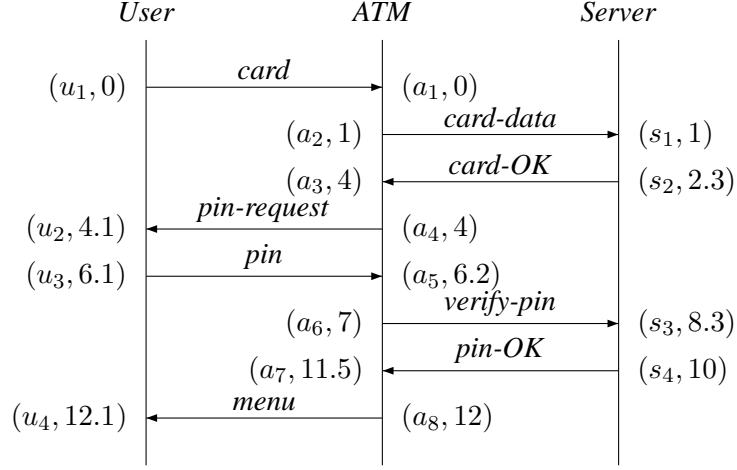 User ATM Server
card
(u₁, 0) (a₁, 0)
card-data
(a₂, 1) (s₁, 1)
card-OK
(a₃, 4) (s₂, 2.3)
pin-request
(u₂, 4.1) (a₄, 4)
pin
(u₃, 6.1) (a₅, 6.2)
verify-pin
(a₆, 7) (s₃, 8.3)
pin-OK
(a₇, 11.5) (s₄, 10)
menu
(u₄, 12.1) (a₈, 12)